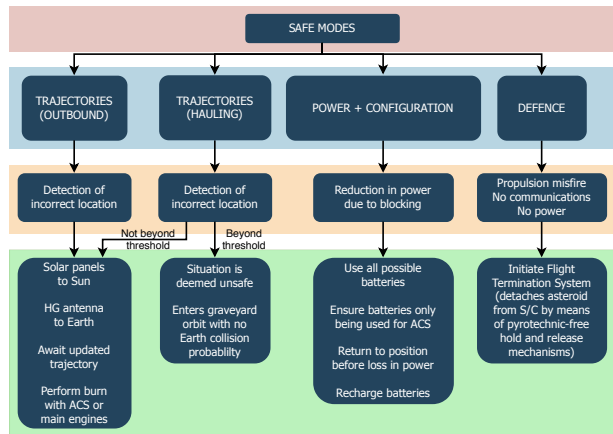 SAFE MODES
TRAJECTORIES
(OUTBOUND)
TRAJECTORIES
(HAULING)
POWER + CONFIGURATION
DEFENCE
Detection of
incorrect location
Detection of
incorrect location
Reduction in power
due to blocking
Propulsion misfire
No communications
No power
Not beyond
threshold
Beyond
threshold
Solar panels
to Sun
HG antenna
to Earth
Await updated
trajectory
Perform burn
with ACS or
main engines
Situation is
deemed unsafe
Enters graveyard
orbit with no
Earth collision
probablilty
Use all possible
batteries
Ensure batteries only
being used for ACS
Return to position
before loss in power
Recharge batteries
Initiate Flight
Termination System
(detaches asteroid
from S/C by means of
pyrotechnic-free
hold and release
mechanisms)